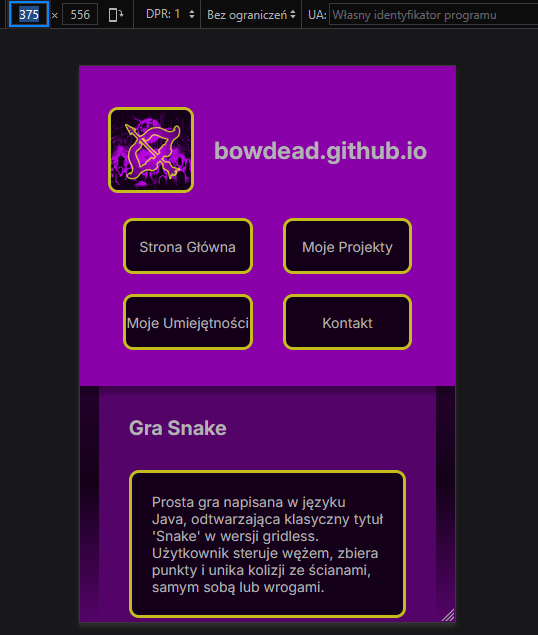 375 × 556 DPR: 1 Bez ograniczeń UA: Własny identyfikator programu
bowdead.github.io
Strona Główna Moje Projekty
Moje Umiejętności Kontakt
Gra Snake
Prosta gra napisana w języku
Java, odtwarzająca klasyczny tytuł
'Snake' w wersji gridless.
Użytkownik steruje wężem, zbiera
punkty i unika kolizji ze ścianami,
samym sobą lub wrogami.